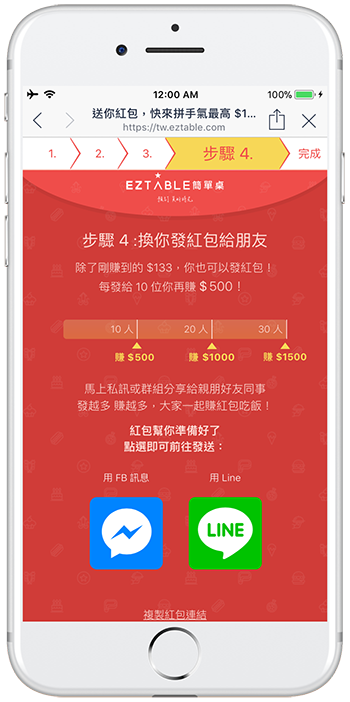 12:00 AM
100%
送你紅包，快來拼手氣最高 $1...
https://tw.eztable.com
1.
2.
3.
步驟 4.
完成
EZTABLE簡單桌
步驟 4 :換你發紅包給朋友
除了剛賺到的 $133，你也可以發紅包！
每發給 10 位你再賺 $500！
10 人
20 人
30 人
賺 $500
賺 $1000
賺 $1500
馬上私訊或群組分享給親朋好友同事
發越多 賺越多，大家一起賺紅包吃飯！
紅包幫你準備好了
點選即可前往發送：
用 FB 訊息
用 Line
LINE
複製紅包連結